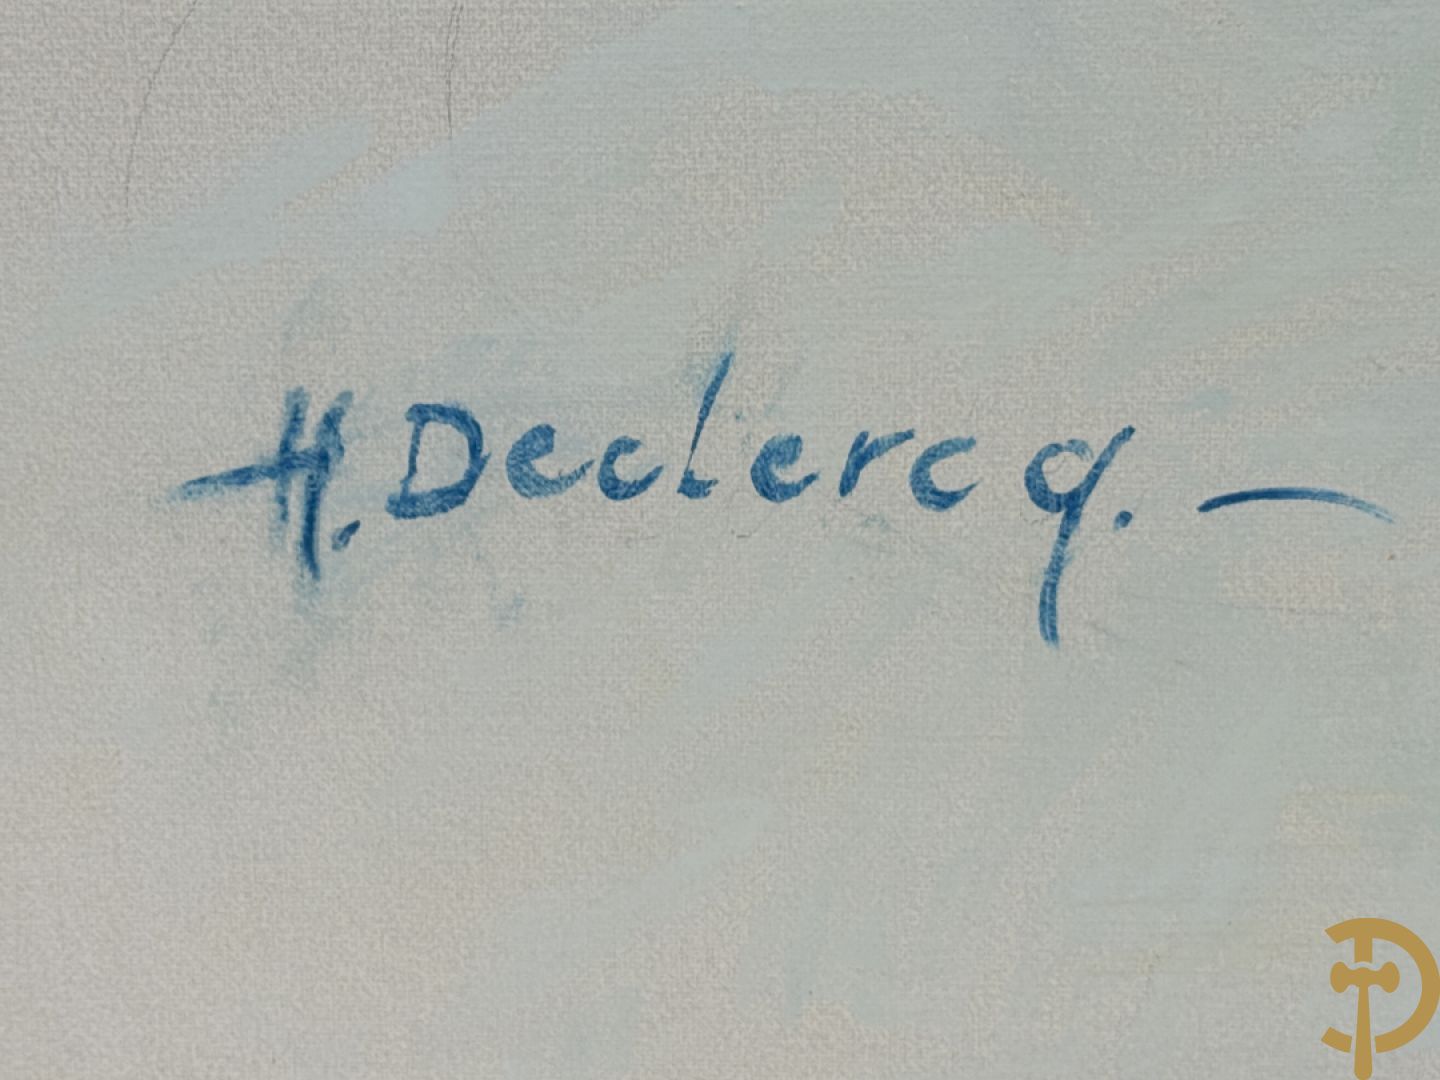 H. Declercq. —